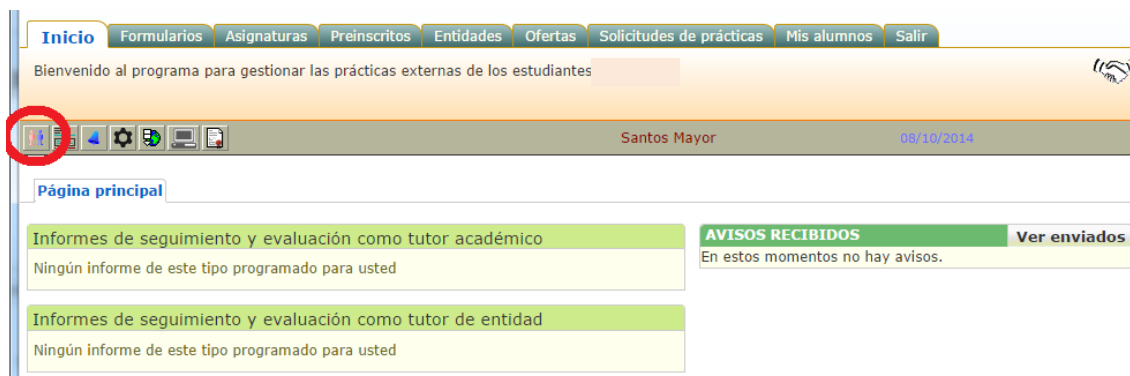 Inicio Formularios Asignaturas Preinscritos Entidades Ofertas Solicitudes de prácticas Mis alumnos Salir
Bienvenido al programa para gestionar las prácticas externas de los estudiantes
Santos Mayor 08/10/2014
Página principal
Informes de seguimiento y evaluación como tutor académico
Ningún informe de este tipo programado para usted
AVISOS RECIBIDOS Ver enviados
En estos momentos no hay avisos.
Informes de seguimiento y evaluación como tutor de entidad
Ningún informe de este tipo programado para usted